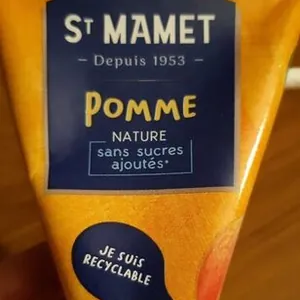 ST MAMET
– Depuis 1953 –
POMME
NATURE
sans sucres
ajoutés*
JE SUIS
RECYCLABLE